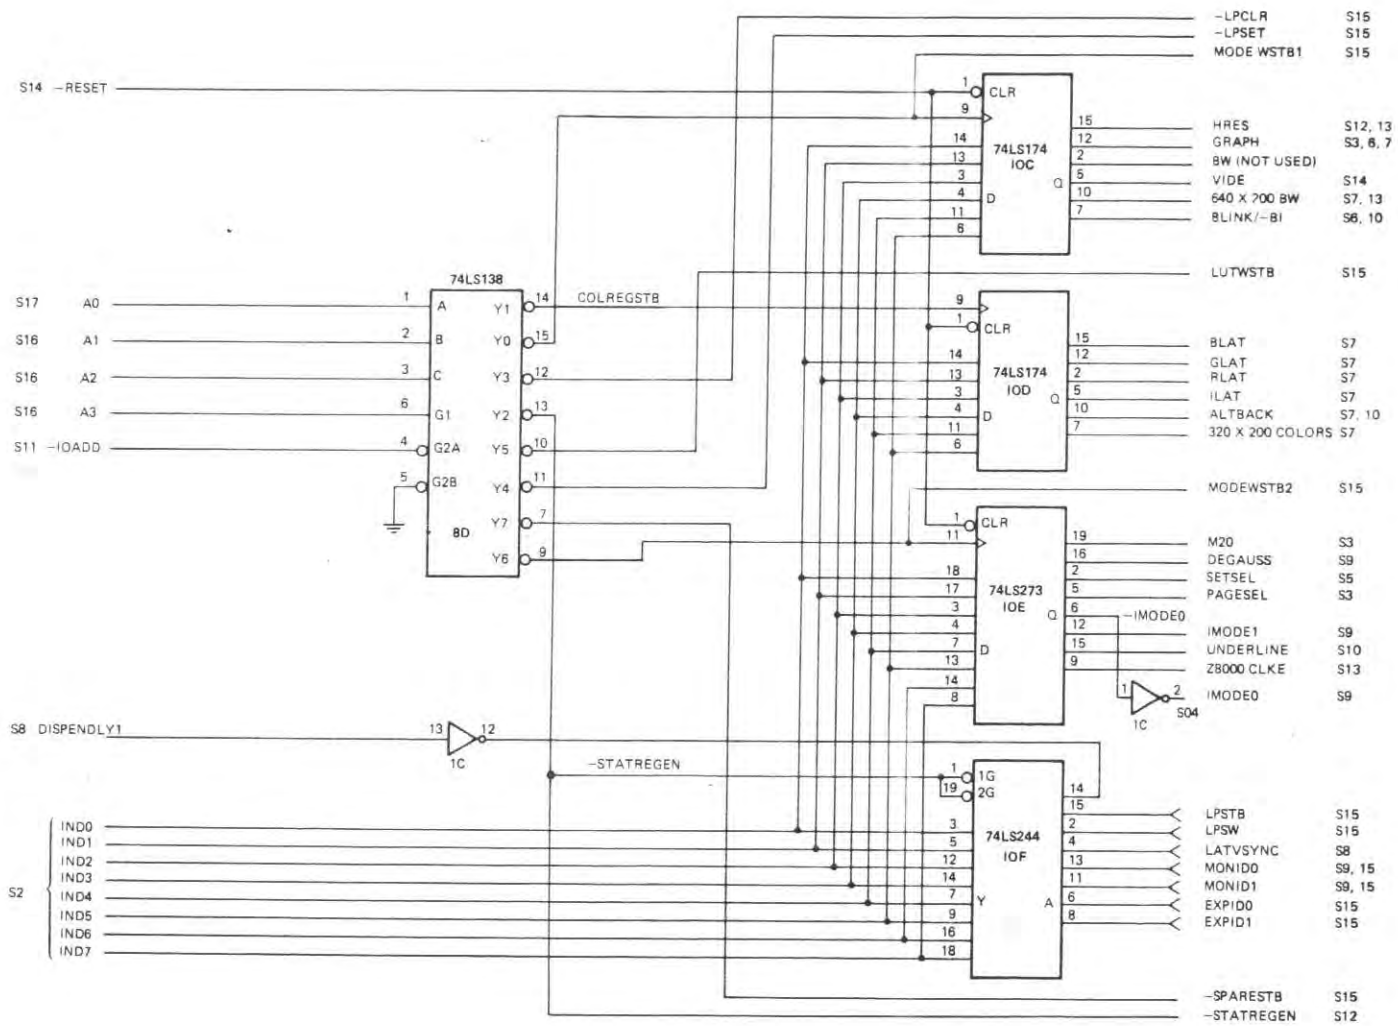 -LPCLR S15
-LPSET S15
MODE WSTB1 S15
S14 -RESET
1 CLR
9
14
13
3
4 D
11
6
74LS174
IOC
Q
15 HRES S12, 13
12 GRAPH S3, 6, 7
2 BW (NOT USED)
5 VIDE S14
10 640 X 200 BW S7, 13
7 BLINK/-BI S6, 10
LUTWSTB S15
74LS138
S17 A0 1 A
S16 A1 2 B
S16 A2 3 C
S16 A3 6 G1
S11 -IOADD 4 G2A
5 G2B
8D
Y1 14 COLREGSTB
Y0 15
Y3 12
Y2 13
Y5 10
Y4 11
Y7 7
Y6 9
9
1 CLR
14
13
3
4 D
11
6
74LS174
IOD
Q
15 BLAT S7
12 GLAT S7
2 RLAT S7
5 ILAT S7
10 ALTBACK S7, 10
7 320 X 200 COLORS S7
MODEWSTB2 S15
1 CLR
11
18
17
3
4
7 D
13
14
8
74LS273
IOE
Q
19 M20 S3
16 DEGAUSS S9
2 SETSEL S5
5 PAGESEL S3
6 -IMODE0
12 IMODE1 S9
15 UNDERLINE S10
9 Z8000 CLKE S13
1 2 IMODE0 S9
1C S04
S8 DISPENDLY1 13 12
1C
-STATREGEN
1 1G
19 2G
3
5
12
14
7 Y
9
16
18
74LS244
IOF
A
14
15 LPSTB S15
2 LPSW S15
4 LATVSYNC S8
13 MONID0 S9, 15
11 MONID1 S9, 15
6 EXPID0 S15
8 EXPID1 S15
S2
IND0
IND1
IND2
IND3
IND4
IND5
IND6
IND7
-SPARESTB S15
-STATREGEN S12